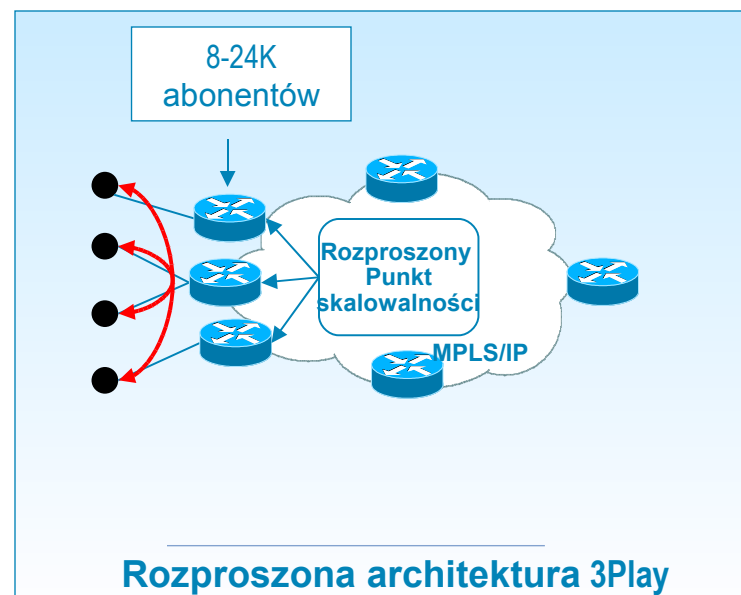 8-24K
abonentów
Rozproszony
Punkt
skalowalności
MPLS/IP
Rozproszona architektura 3Play